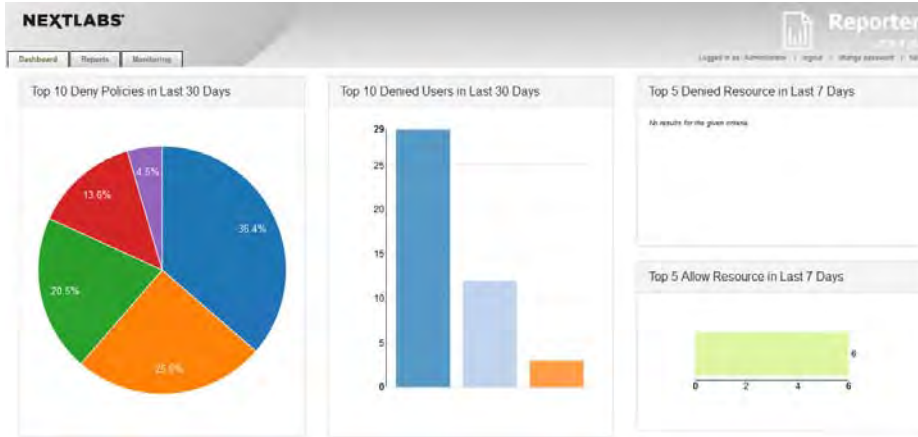 NEXTLABS
Reporter
Dashboard Reports Monitoring
Logged in as: Administrator | logout | change password |
Top 10 Deny Policies in Last 30 Days
4.5%
13.6%
36.4%
20.5%
25.0%
Top 10 Denied Users in Last 30 Days
29
25
20
15
10
5
0
Top 5 Denied Resource in Last 7 Days
No results for the given criteria.
Top 5 Allow Resource in Last 7 Days
6
0 2 4 6